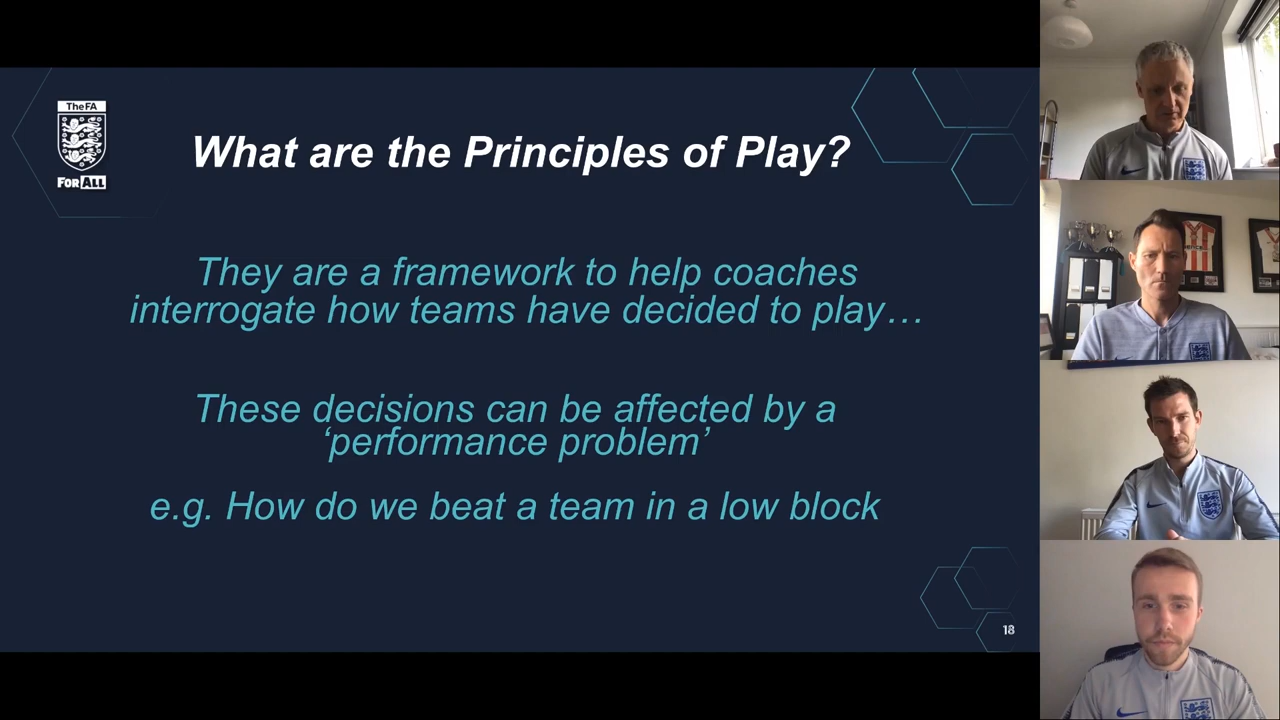 The FA
FOR ALL
What are the Principles of Play?
They are a framework to help coaches
interrogate how teams have decided to play…
These decisions can be affected by a
‘performance problem’
e.g. How do we beat a team in a low block
18